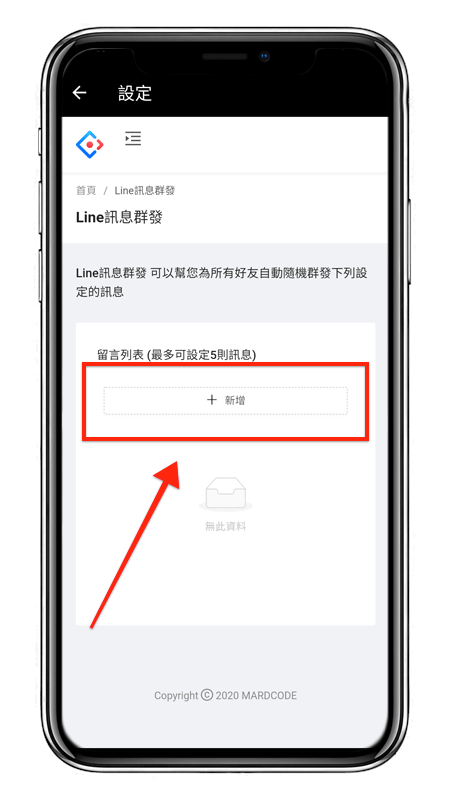 設定
首頁 / Line訊息群發
Line訊息群發
Line訊息群發 可以幫您為所有好友自動隨機群發下列設
定的訊息
留言列表 (最多可設定5則訊息)
+ 新增
無此資料
Copyright © 2020 MARDCODE